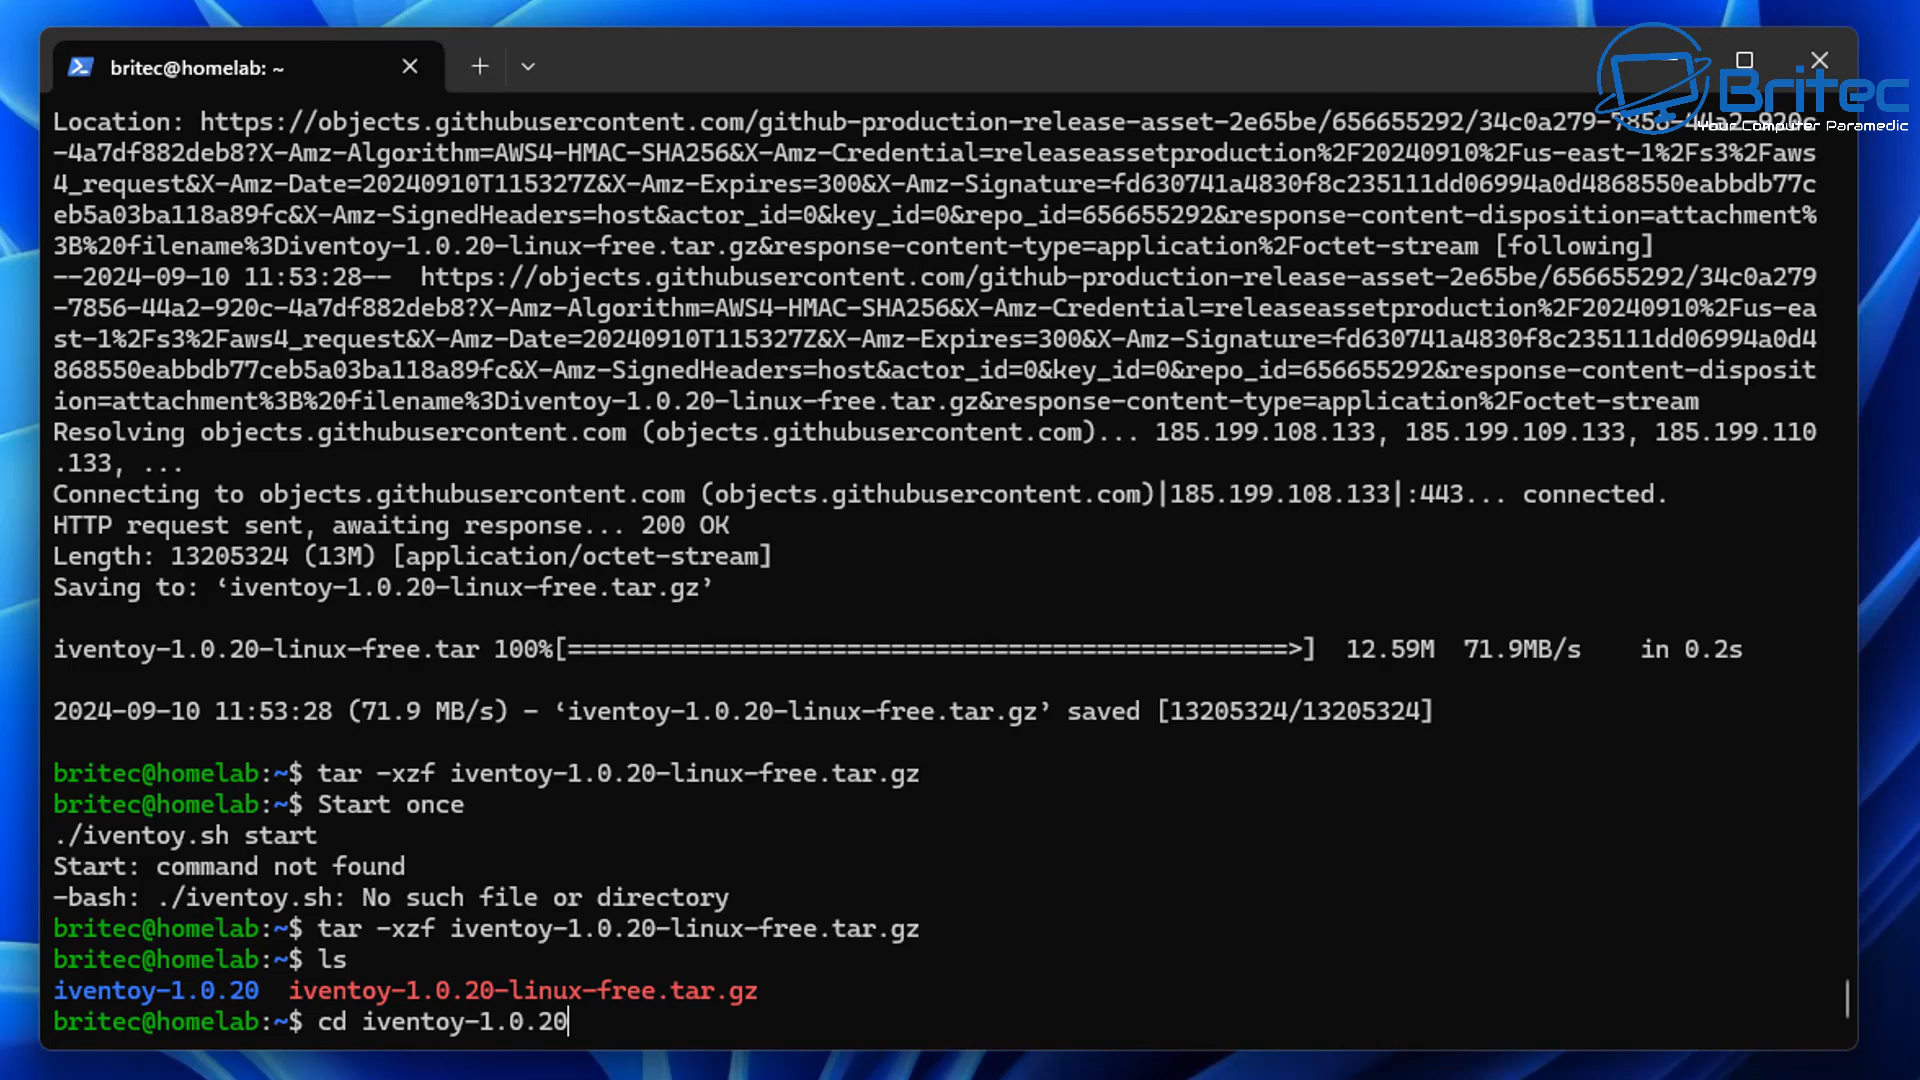 britec@homelab: ~
Britec
Your Computer Paramedic
Location: https://objects.githubusercontent.com/github-production-release-asset-2e65be/656655292/34c0a279-7856-44a2-920c
-4a7df882deb8?X-Amz-Algorithm=AWS4-HMAC-SHA256&X-Amz-Credential=releaseassetproduction%2F20240910%2Fus-east-1%2Fs3%2Faws
4_request&X-Amz-Date=20240910T115327Z&X-Amz-Expires=300&X-Amz-Signature=fd630741a4830f8c235111dd06994a0d4868550eabbdb77c
eb5a03ba118a89fc&X-Amz-SignedHeaders=host&actor_id=0&key_id=0&repo_id=656655292&response-content-disposition=attachment%
3B%20filename%3Diventoy-1.0.20-linux-free.tar.gz&response-content-type=application%2Foctet-stream [following]
--2024-09-10 11:53:28--  https://objects.githubusercontent.com/github-production-release-asset-2e65be/656655292/34c0a279
-7856-44a2-920c-4a7df882deb8?X-Amz-Algorithm=AWS4-HMAC-SHA256&X-Amz-Credential=releaseassetproduction%2F20240910%2Fus-ea
st-1%2Fs3%2Faws4_request&X-Amz-Date=20240910T115327Z&X-Amz-Expires=300&X-Amz-Signature=fd630741a4830f8c235111dd06994a0d4
868550eabbdb77ceb5a03ba118a89fc&X-Amz-SignedHeaders=host&actor_id=0&key_id=0&repo_id=656655292&response-content-disposit
ion=attachment%3B%20filename%3Diventoy-1.0.20-linux-free.tar.gz&response-content-type=application%2Foctet-stream
Resolving objects.githubusercontent.com (objects.githubusercontent.com)... 185.199.108.133, 185.199.109.133, 185.199.110
.133, ...
Connecting to objects.githubusercontent.com (objects.githubusercontent.com)|185.199.108.133|:443... connected.
HTTP request sent, awaiting response... 200 OK
Length: 13205324 (13M) [application/octet-stream]
Saving to: ‘iventoy-1.0.20-linux-free.tar.gz’
iventoy-1.0.20-linux-free.tar 100%[=================================================>]  12.59M  71.9MB/s    in 0.2s
2024-09-10 11:53:28 (71.9 MB/s) - ‘iventoy-1.0.20-linux-free.tar.gz’ saved [13205324/13205324]
britec@homelab:~$ tar -xzf iventoy-1.0.20-linux-free.tar.gz
britec@homelab:~$ Start once
./iventoy.sh start
Start: command not found
-bash: ./iventoy.sh: No such file or directory
britec@homelab:~$ tar -xzf iventoy-1.0.20-linux-free.tar.gz
britec@homelab:~$ ls
iventoy-1.0.20  iventoy-1.0.20-linux-free.tar.gz
britec@homelab:~$ cd iventoy-1.0.20